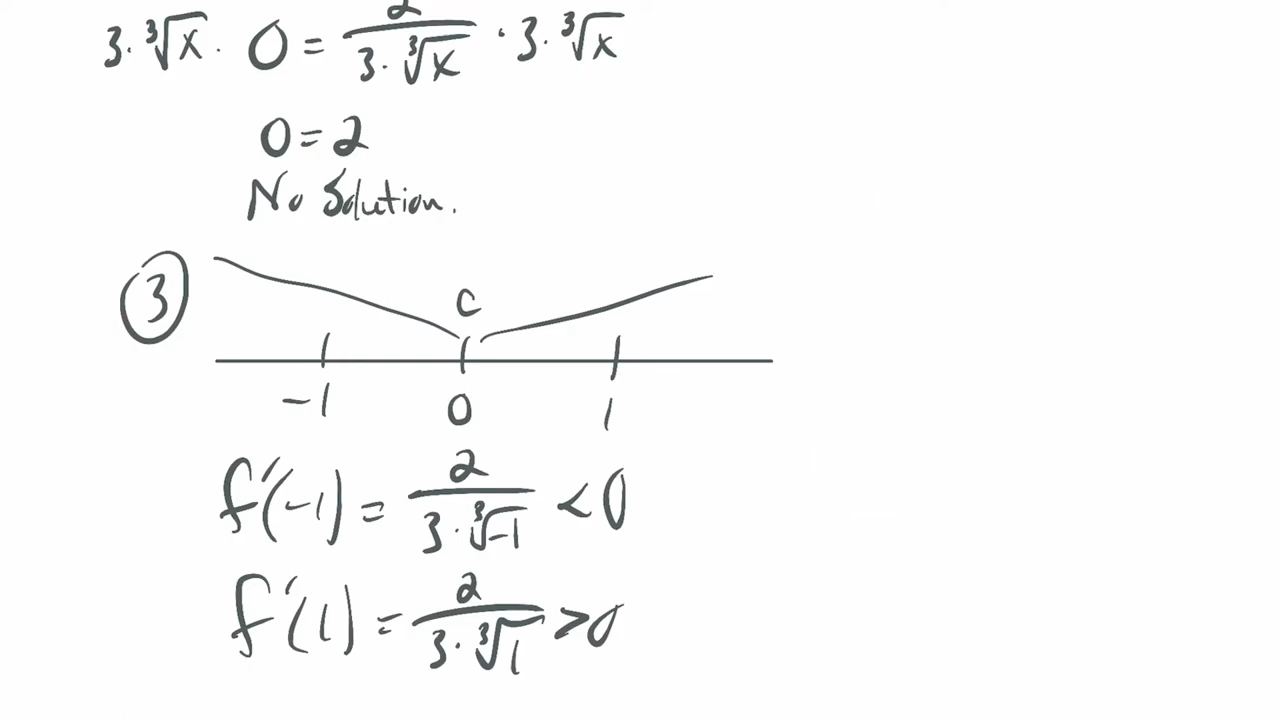 3·∛x · 0 = 2/(3·∛x) · 3·∛x
0=2
No Solution.
③
C
-1 0 1
f'(-1) = 2/(3·∛-1) <0
f'(1) = 2/(3·∛1) >0